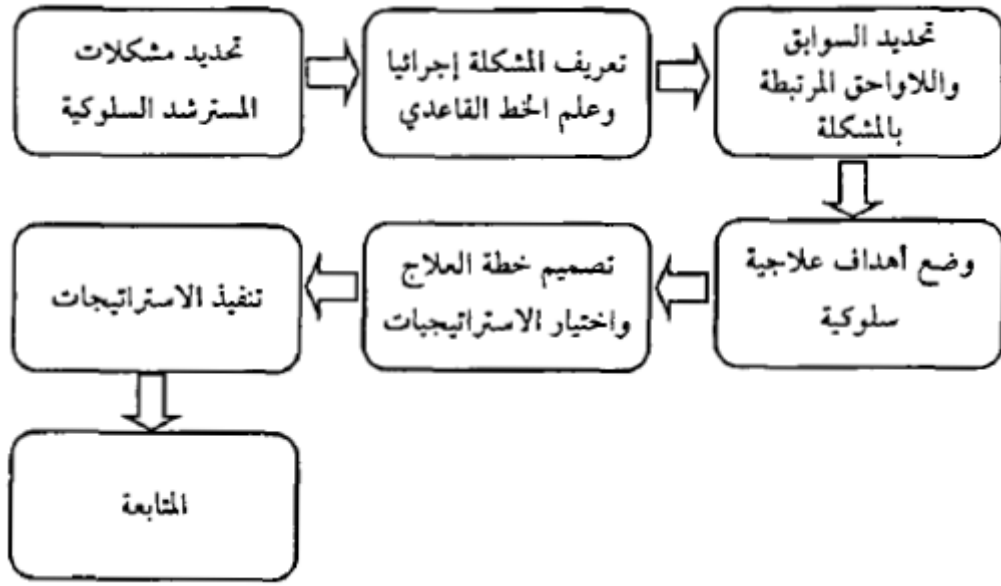 تحديد مشكلات
المسترشد السلوكية
تعريف المشكلة إجرائيا
وعلم الخط القاعدي
تحديد السوابق
واللاواحق المرتبطة
بالمشكلة
وضع أهداف علاجية
سلوكية
تصميم خطة العلاج
واختيار الاستراتيجيات
تنفيذ الاستراتيجات
المتابعة